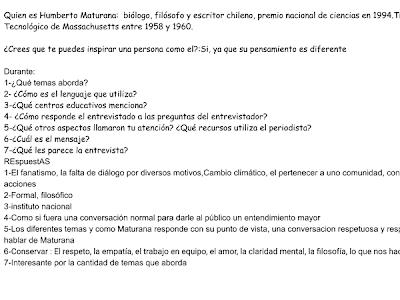 Quien es Humberto Maturana: biólogo, filósofo y escritor chileno, premio nacional de ciencias en 1994.
Tecnológico de Massachusetts entre 1958 y 1960.
¿Crees que te puedes inspirar una persona como el?:Si, ya que su pensamiento es diferente
Durante:
1-¿Qué temas aborda?
2- ¿Cómo es el lenguaje que utiliza?
3-¿Qué centros educativos menciona?
4- ¿Cómo responde el entrevistado a las preguntas del entrevistador?
5-¿Qué otros aspectos llamaron tu atención? ¿Qué recursos utiliza el periodista?
6-¿Cuál es el mensaje?
7-¿Qué les parece la entrevista?
REspuestAS
1-El fanatismo, la falta de diálogo por diversos motivos,Cambio climático, el pertenecer a uno comunidad,
acciones
2-Formal, filosófico
3-instituto nacional
4-Como si fuera una conversación normal para darle al público un entendimiento mayor
5-Los diferentes temas y como Maturana responde con su punto de vista, una conversacion respetuosa y
hablar de Maturana
6-Conservar : El respeto, la empatía, el trabajo en equipo, el amor, la claridad mental, la filosofía, lo que nos
7-Interesante por la cantidad de temas que aborda